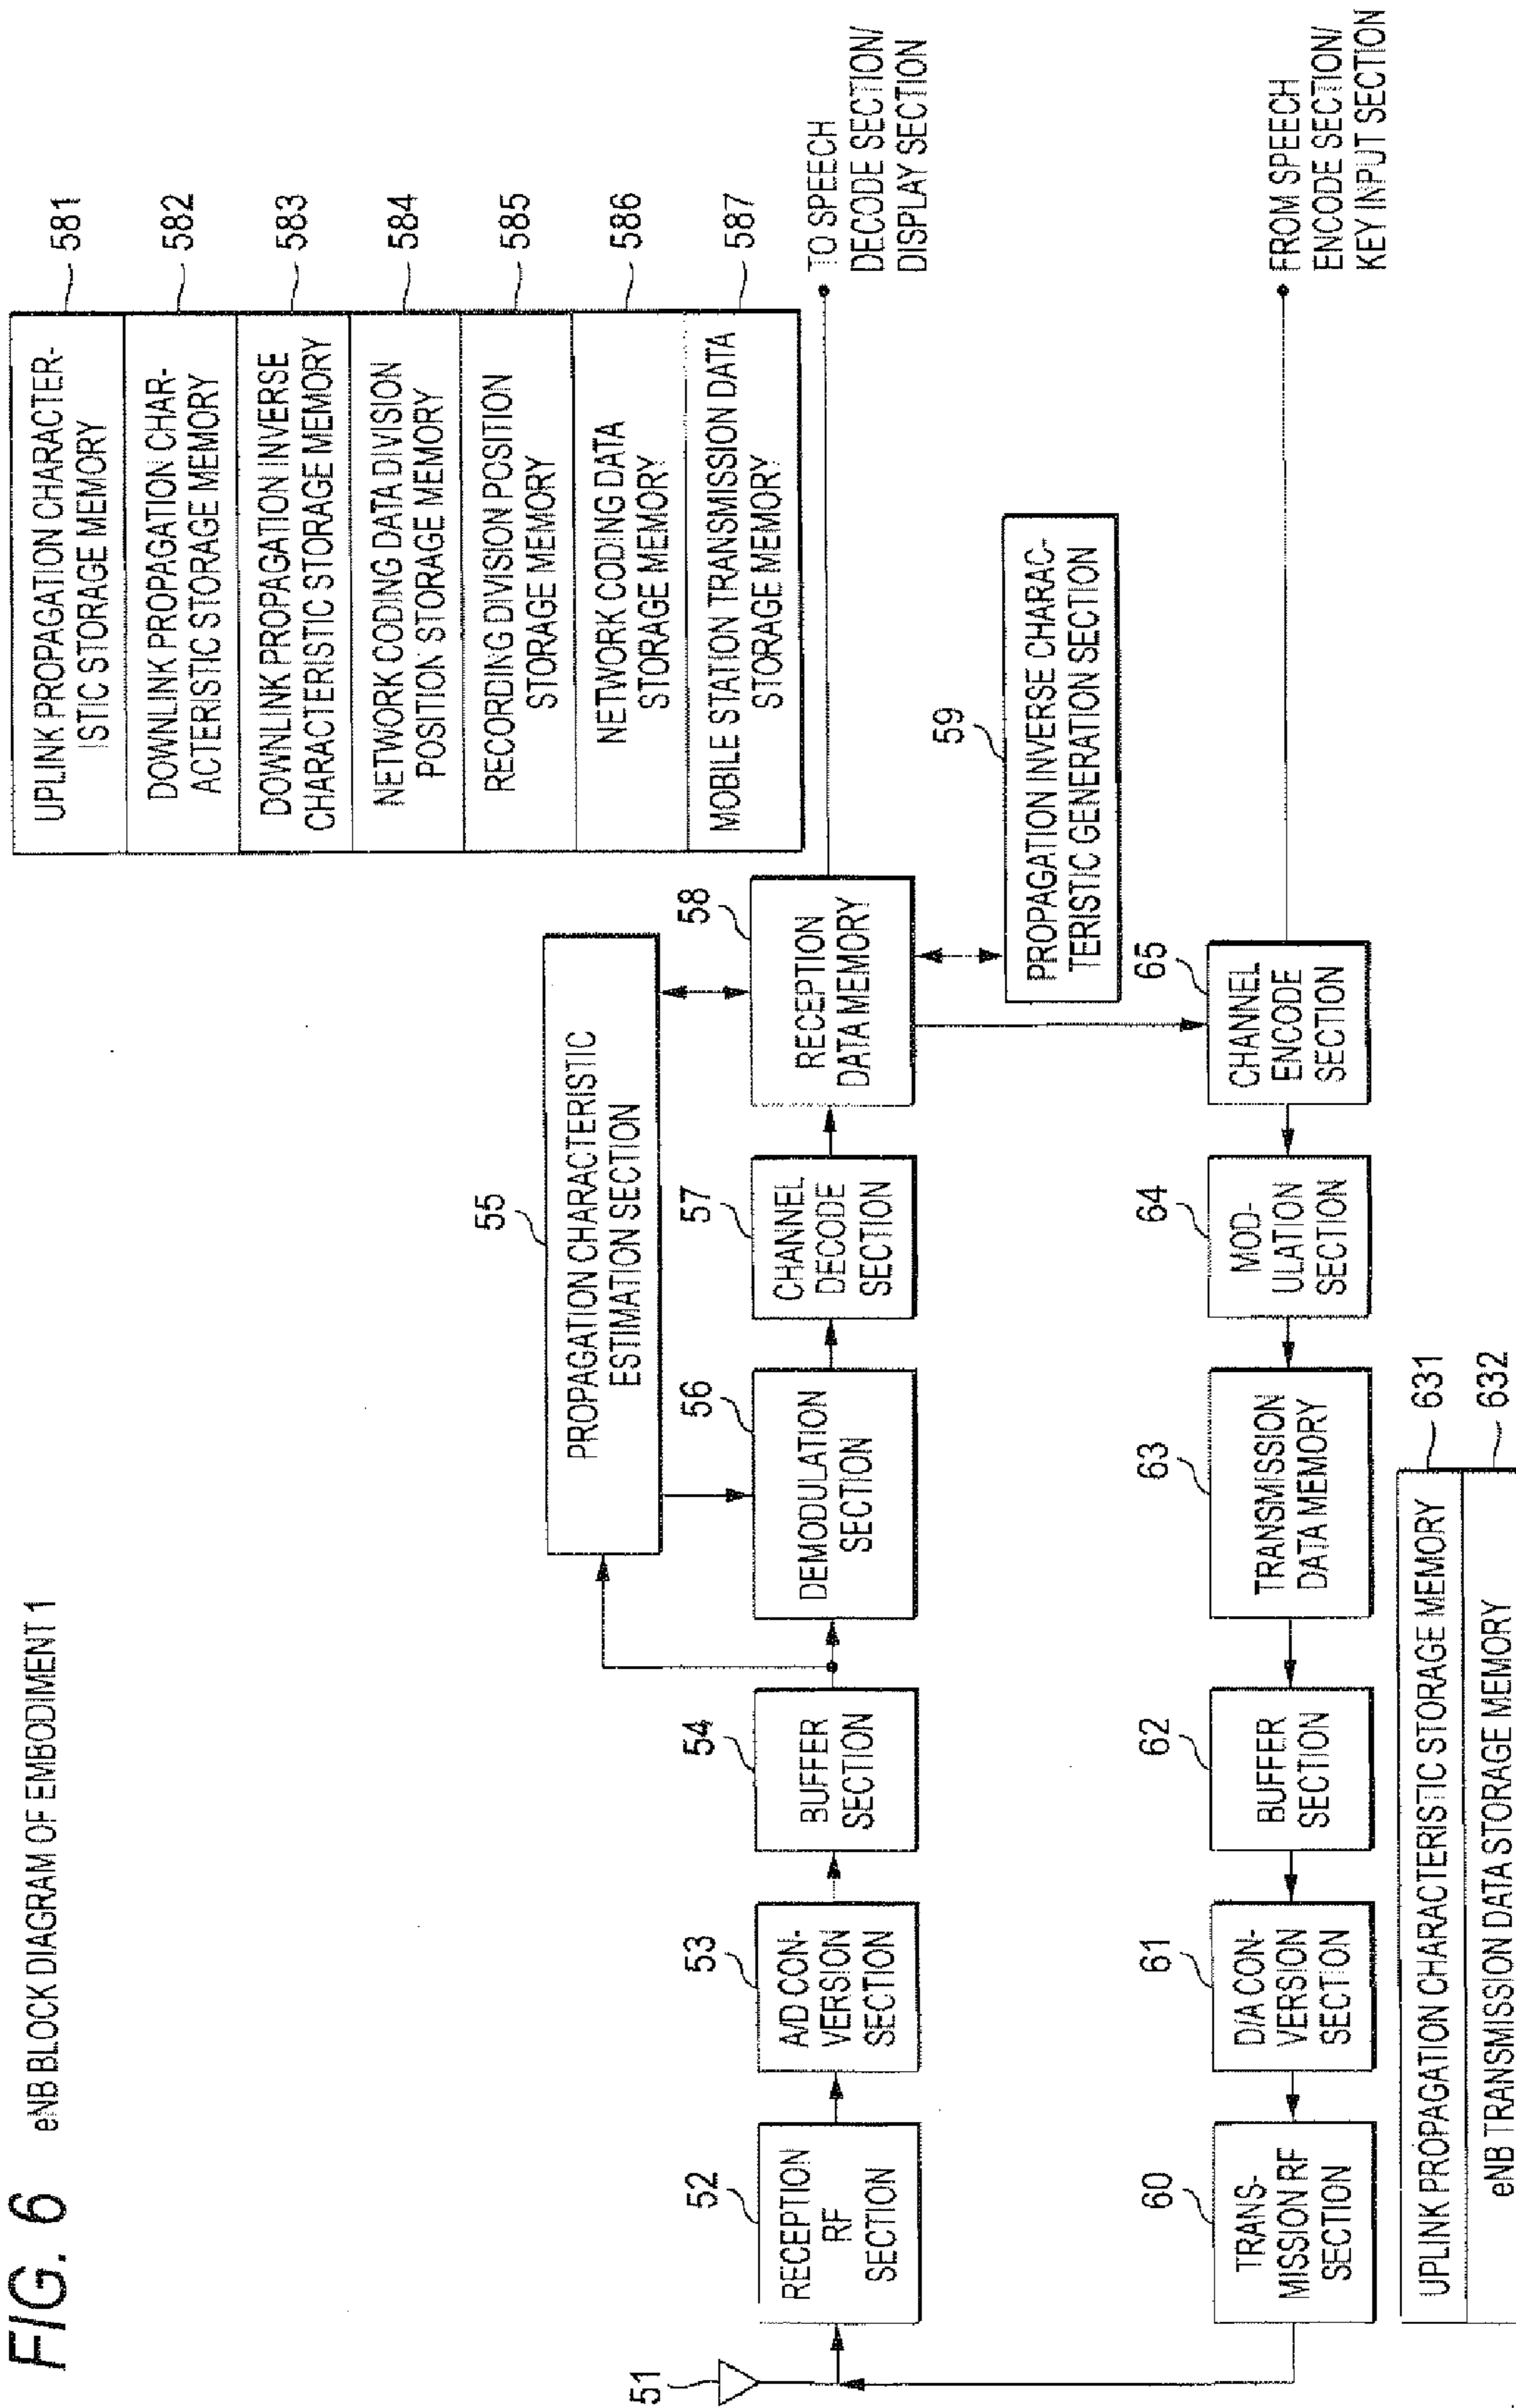 FIG. 6
eNB BLOCK DIAGRAM OF EMBODIMENT 1
UPLINK PROPAGATION CHARACTER-
ISTIC STORAGE MEMORY
581
DOWNLINK PROPAGATION CHAR-
ACTERISTIC STORAGE MEMORY
582
DOWNLINK PROPAGATION INVERSE
CHARACTERISTIC STORAGE MEMORY
583
NETWORK CODING DATA DIVISION
POSITION STORAGE MEMORY
584
RECORDING DIVISION POSITION
STORAGE MEMORY
585
NETWORK CODING DATA
STORAGE MEMORY
586
MOBILE STATION TRANSMISSION DATA
STORAGE MEMORY
587
55
PROPAGATION CHARACTERISTIC
ESTIMATION SECTION
51
52
RECEPTION
RF
SECTION
53
A/D CON-
VERSION
SECTION
54
BUFFER
SECTION
56
DEMODULATION
SECTION
57
CHANNEL
DECODE
SECTION
58
RECEPTION
DATA MEMORY
TO SPEECH
DECODE SECTION/
DISPLAY SECTION
59
PROPAGATION INVERSE CHARAC-
TERISTIC GENERATION SECTION
60
TRANS-
MISSION RF
SECTION
61
D/A CON-
VERSION
SECTION
62
BUFFER
SECTION
63
TRANSMISSION
DATA MEMORY
64
MOD-
ULATION
SECTION
65
CHANNEL
ENCODE
SECTION
FROM SPEECH
ENCODE SECTION/
KEY INPUT SECTION
UPLINK PROPAGATION CHARACTERISTIC STORAGE MEMORY
631
eNB TRANSMISSION DATA STORAGE MEMORY
632